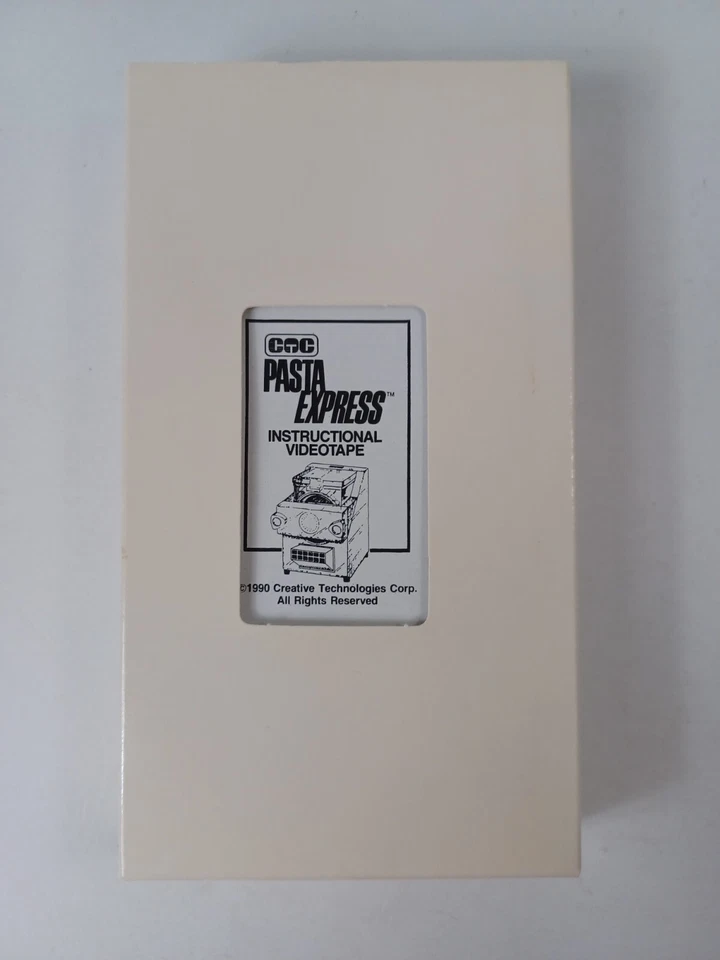 CTC
PASTA
EXPRESS™
INSTRUCTIONAL
VIDEOTAPE
©1990 Creative Technologies Corp.
All Rights Reserved